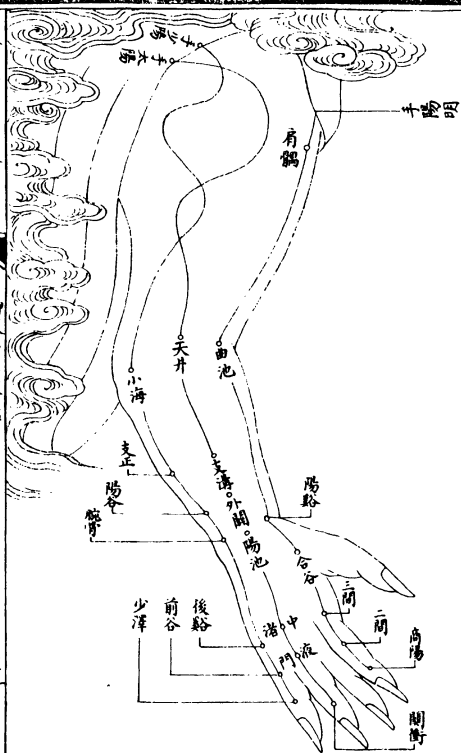 手少陽
手太陽
手陽明
肩髃
天井
曲池
小海
支正
陽谷
腕骨
支溝
外關
陽池
陽谿
合谷
三間
二間
商陽
中渚
液門
關衝
後谿
前谷
少澤